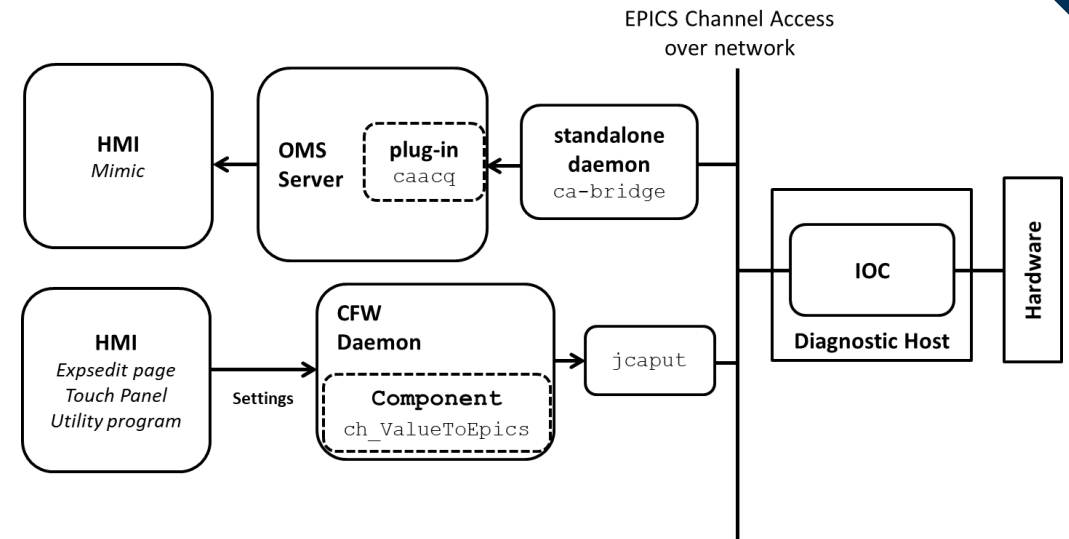 EPICS Channel Access
over network
HMI
Mimic
OMS
Server
plug-in
caacq
standalone
daemon
ca-bridge
IOC
Diagnostic Host
Hardware
HMI
Expsedit page
Touch Panel
Utility program
Settings
CFW
Daemon
Component
ch_ValueToEpics
jcaput